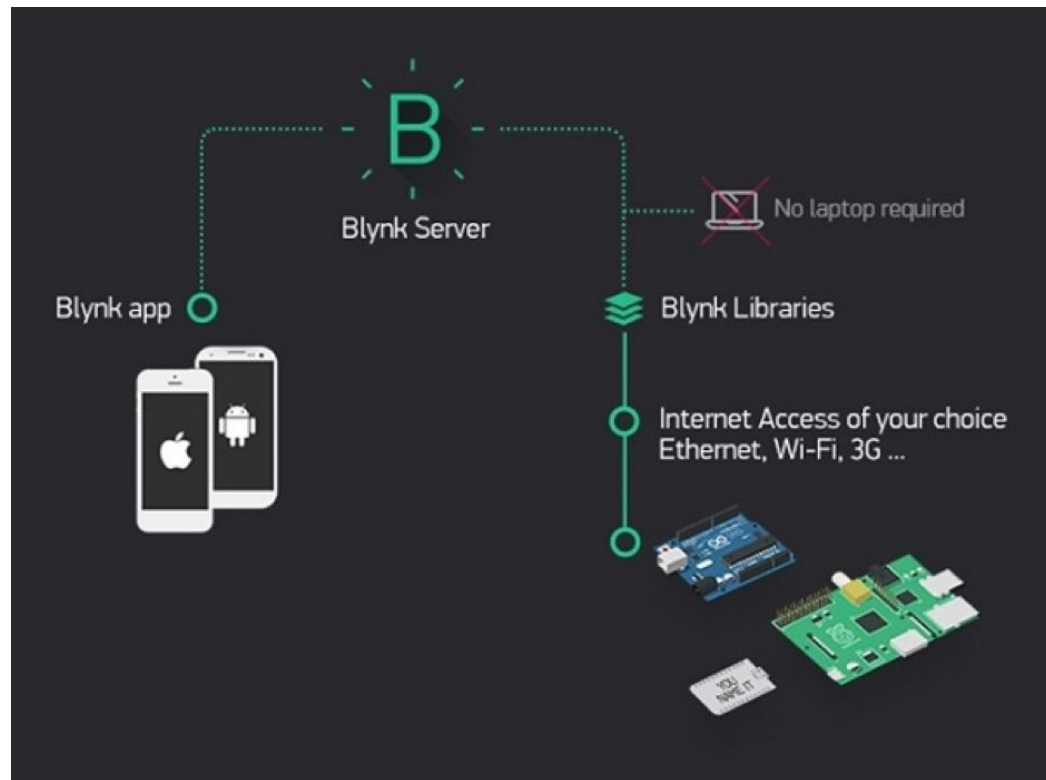 B
Blynk Server
No laptop required
Blynk app
Blynk Libraries
Internet Access of your choice
Ethernet, Wi-Fi, 3G ...
YOU
NAME IT